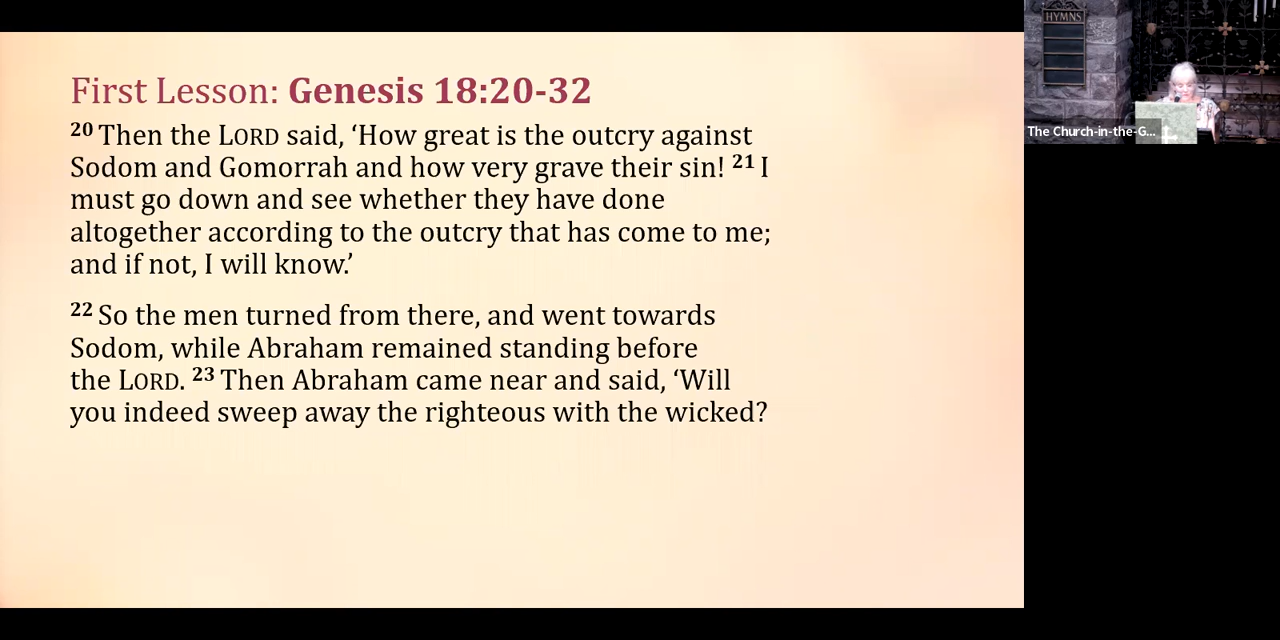 First Lesson: Genesis 18:20-32
20 Then the LORD said, ‘How great is the outcry against
Sodom and Gomorrah and how very grave their sin! 21 I
must go down and see whether they have done
altogether according to the outcry that has come to me;
and if not, I will know.’
22 So the men turned from there, and went towards
Sodom, while Abraham remained standing before
the LORD. 23 Then Abraham came near and said, ‘Will
you indeed sweep away the righteous with the wicked?
HYMNS
The Church-in-the-G...